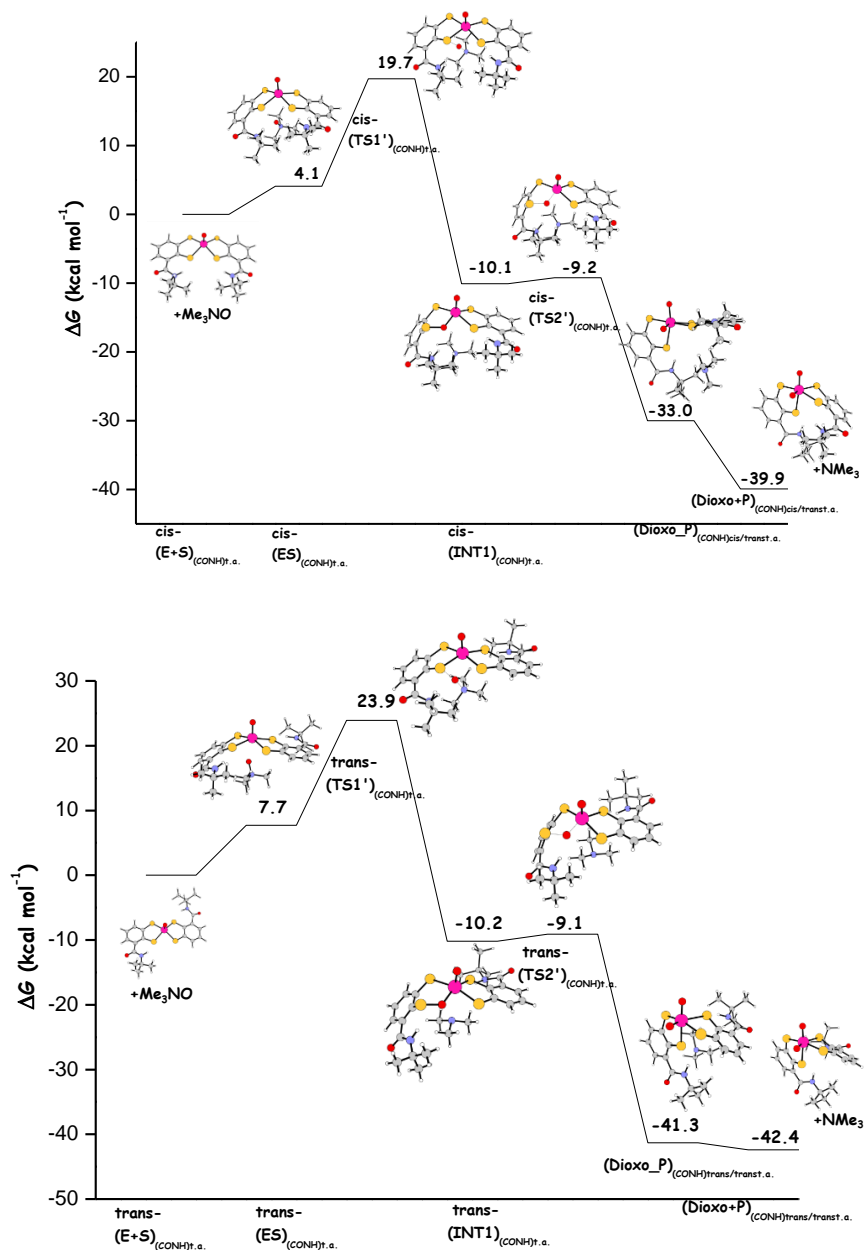 20
10
0
-10
-20
-30
-40
ΔG (kcal mol⁻¹)
19.7
cis-
(TS1')(CONH)t.a.
4.1
+Me₃NO
-10.1
-9.2
cis-
(TS2')(CONH)t.a.
-33.0
+NMe₃
-39.9
(Dioxo+P)(CONH)cis/transt.a.
(Dioxo_P)(CONH)cis/transt.a.
cis-
(E+S)(CONH)t.a.
cis-
(ES)(CONH)t.a.
cis-
(INT1)(CONH)t.a.
30
20
10
0
-10
-20
-30
-40
-50
ΔG (kcal mol⁻¹)
23.9
trans-
(TS1')(CONH)t.a.
7.7
+Me₃NO
-10.2
-9.1
trans-
(TS2')(CONH)t.a.
+NMe₃
-41.3
-42.4
(Dioxo_P)(CONH)trans/transt.a.
(Dioxo+P)(CONH)trans/transt.a.
trans-
(E+S)(CONH)t.a.
trans-
(ES)(CONH)t.a.
trans-
(INT1)(CONH)t.a.